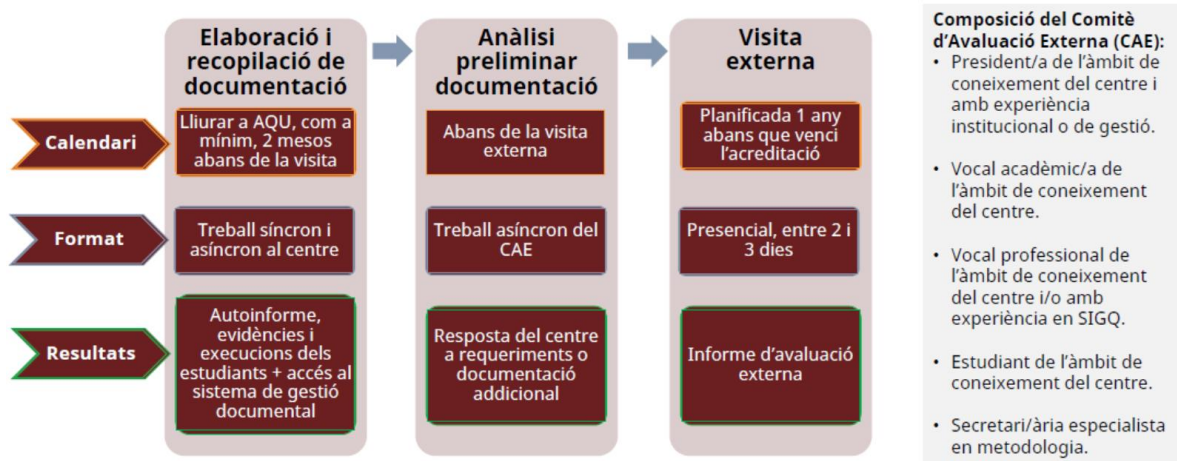 Elaboració i
recopilació de
documentació
Anàlisi
preliminar
documentació
Visita
externa
Calendari
Lliurar a AQU, com a
mínim, 2 mesos
abans de la visita
Abans de la visita
externa
Planificada 1 any
abans que venci
l'acreditació
Format
Treball síncron i
asíncron al centre
Treball asíncron del
CAE
Presencial, entre 2 i
3 dies
Resultats
Autoinforme,
evidències i
execucions dels
estudiants + accés al
sistema de gestió
documental
Resposta del centre
a requeriments o
documentació
addicional
Informe d'avaluació
externa
Composició del Comitè
d'Avaluació Externa (CAE):
• President/a de l'àmbit de
coneixement del centre i
amb experiència
institucional o de gestió.
• Vocal acadèmic/a de
l'àmbit de coneixement
del centre.
• Vocal professional de
l'àmbit de coneixement
del centre i/o amb
experiència en SIGQ.
• Estudiant de l'àmbit de
coneixement del centre.
• Secretari/ària especialista
en metodologia.